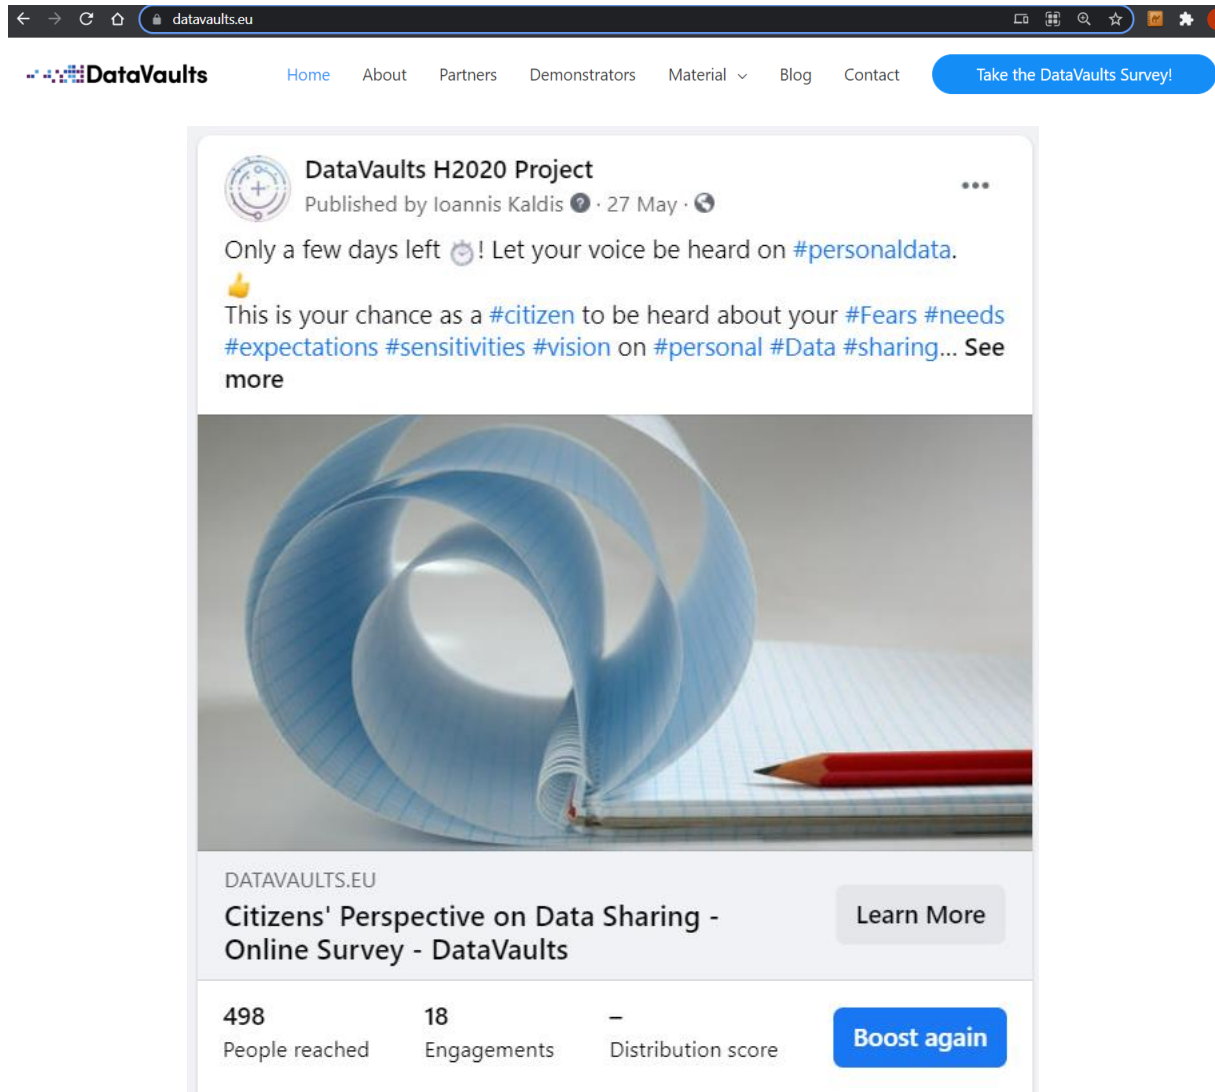 datavaults.eu
DataVaults
Home About Partners Demonstrators Material Blog Contact Take the DataVaults Survey!
DataVaults H2020 Project
Published by Ioannis Kaldis · 27 May ·
Only a few days left ⏱! Let your voice be heard on #personaldata.
👍
This is your chance as a #citizen to be heard about your #Fears #needs
#expectations #sensitivities #vision on #personal #Data #sharing... See
more
DATAVAULTS.EU
Citizens' Perspective on Data Sharing -
Online Survey - DataVaults
Learn More
498 18 –
People reached Engagements Distribution score
Boost again